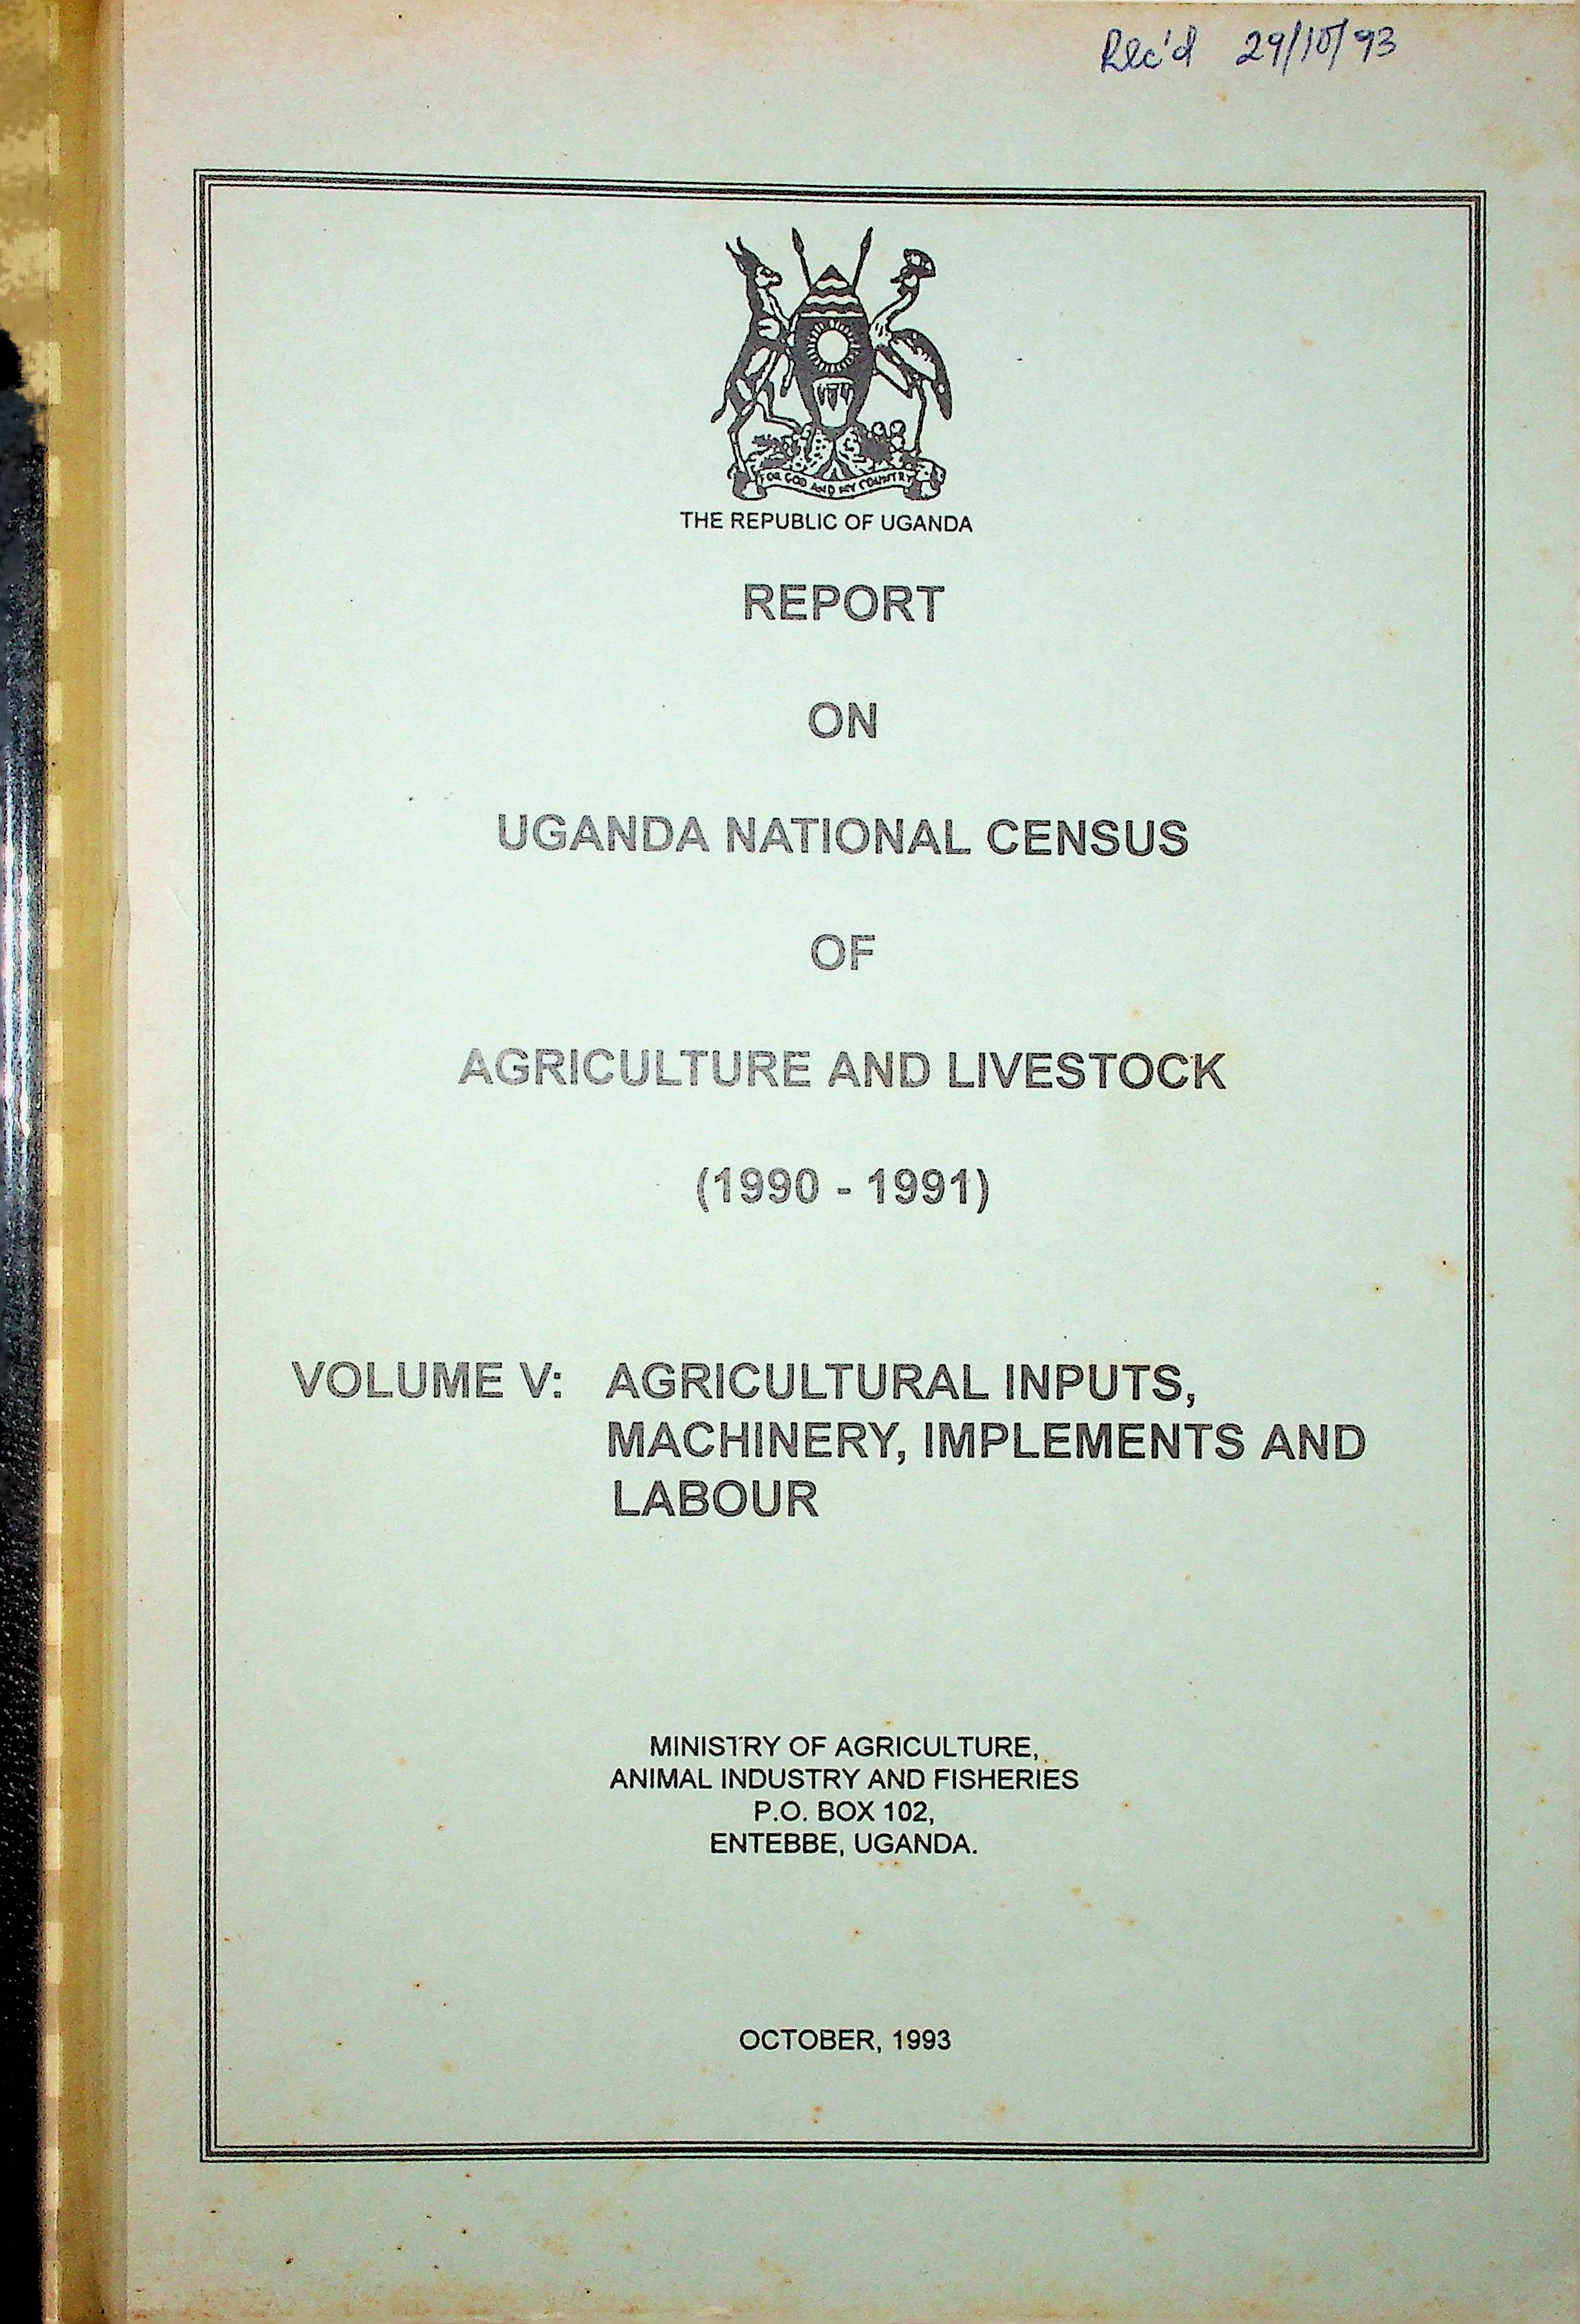 Rec'd 29/10/93
FOR GOD AND MY COUNTRY
THE REPUBLIC OF UGANDA
REPORT
ON
UGANDA NATIONAL CENSUS
OF
AGRICULTURE AND LIVESTOCK
(1990 - 1991)
VOLUME V: AGRICULTURAL INPUTS,
MACHINERY, IMPLEMENTS AND
LABOUR
MINISTRY OF AGRICULTURE,
ANIMAL INDUSTRY AND FISHERIES
P.O. BOX 102,
ENTEBBE, UGANDA.
OCTOBER, 1993